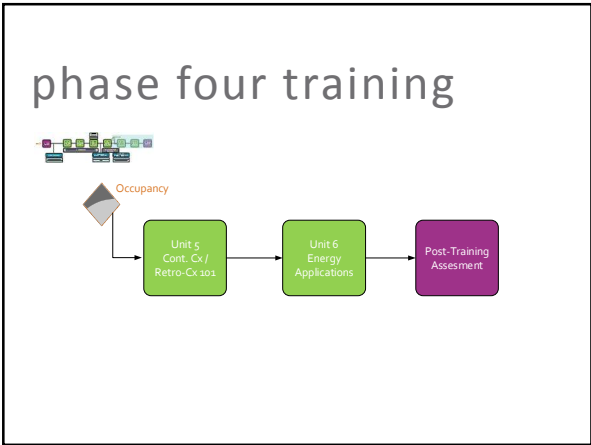 phase four training
Occupancy
Unit 5
Cont. Cx /
Retro-Cx 101
Unit 6
Energy
Applications
Post-Training
Assesment